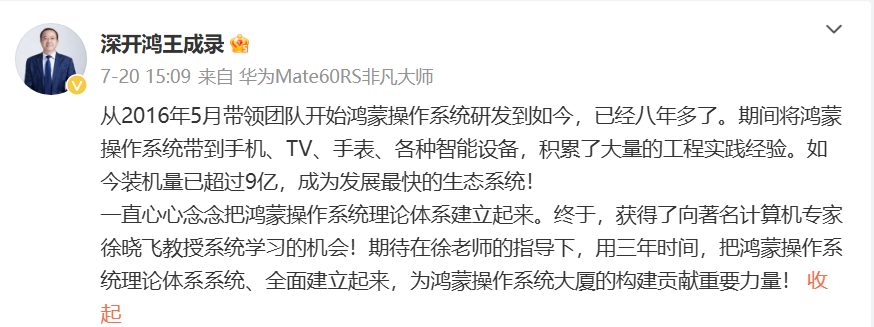 深开鸿王成录
7-20 15:09 来自 华为Mate60RS非凡大师
从2016年5月带领团队开始鸿蒙操作系统研发到如今，已经八年多了。期间将鸿蒙
操作系统带到手机、TV、手表、各种智能设备，积累了大量的工程实践经验。如
今装机量已超过9亿，成为发展最快的生态系统！
一直心心念念把鸿蒙操作系统理论体系建立起来。终于，获得了向著名计算机专家
徐晓飞教授系统学习的机会！期待在徐老师的指导下，用三年时间，把鸿蒙操作系
统理论体系系统、全面建立起来，为鸿蒙操作系统大厦的构建贡献重要力量！ 收
起